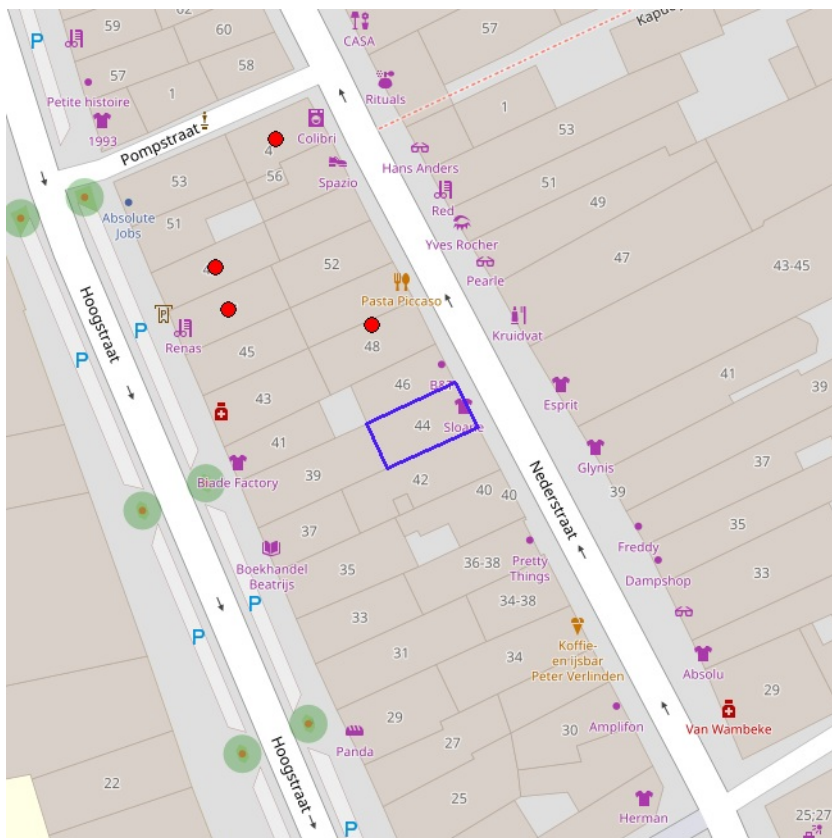 59
62
60
58
57
1
Petite histoire
1993
P
CASA
57
Kapu
Rituals
1
53
Pompstraat
Colibri
4
56
Spazio
Hans Anders
53
51
Absolute
Jobs
51
Red
49
Yves Rocher
47
43-45
Pearle
52
4
Pasta Piccaso
Hoogstraat
P
P
P
Renas
45
48
Kruidvat
46
B&T
41
39
Esprit
43
44
Sloane
41
Biade Factory
39
42
40
40
Glynis
39
37
Nederstraat
37
35
Freddy
Dampshop
33
Boekhandel
Beatrijs
35
36-38
Pretty
Things
34-38
33
P
P
31
34
Koffie-
en ijsbar
Peter Verlinden
Absolu
29
29
Panda
27
30
Amplifon
Van Wambeke
Hoogstraat
22
25
Herman
25;27
P